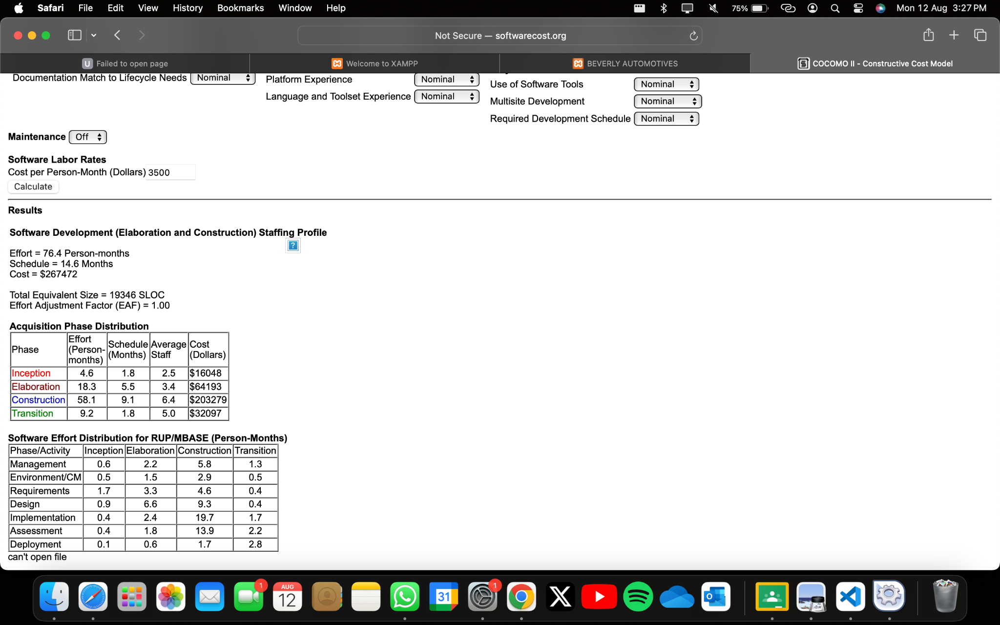 Safari File Edit View History Bookmarks Window Help 75% Mon 12 Aug 3:27 PM
Not Secure — softwarecost.org
U Failed to open page Welcome to XAMPP BEVERLY AUTOMOTIVES $ COCOMO II - Constructive Cost Model
Documentation Match to Lifecycle Needs Nominal Platform Experience Nominal Use of Software Tools Nominal
Language and Toolset Experience Nominal Multisite Development Nominal
Required Development Schedule Nominal
Maintenance Off
Software Labor Rates
Cost per Person-Month (Dollars) 3500
Calculate
Results
Software Development (Elaboration and Construction) Staffing Profile
?
Effort = 76.4 Person-months
Schedule = 14.6 Months
Cost = $267472
Total Equivalent Size = 19346 SLOC
Effort Adjustment Factor (EAF) = 1.00
Acquisition Phase Distribution
Phase Effort (Person-months) Schedule (Months) Average Staff Cost (Dollars)
Inception 4.6 1.8 2.5 $16048
Elaboration 18.3 5.5 3.4 $64193
Construction 58.1 9.1 6.4 $203279
Transition 9.2 1.8 5.0 $32097
Software Effort Distribution for RUP/MBASE (Person-Months)
Phase/Activity Inception Elaboration Construction Transition
Management 0.6 2.2 5.8 1.3
Environment/CM 0.5 1.5 2.9 0.5
Requirements 1.7 3.3 4.6 0.4
Design 0.9 6.6 9.3 0.4
Implementation 0.4 2.4 19.7 1.7
Assessment 0.4 1.8 13.9 2.2
Deployment 0.1 0.6 1.7 2.8
can't open file
1 AUG 12 31 1 X O